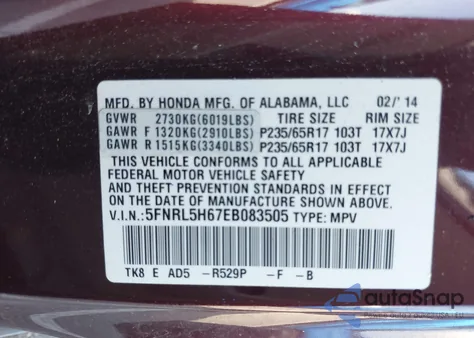 MFD. BY HONDA MFG. OF ALABAMA, LLC 02/'14
GVWR 2730KG(6019LBS) TIRE SIZE RIM SIZE
GAWR F 1320KG(2910LBS) P235/65R17 103T 17X7J
GAWR R 1515KG(3340LBS) P235/65R17 103T 17X7J
THIS VEHICLE CONFORMS TO ALL APPLICABLE
FEDERAL MOTOR VEHICLE SAFETY
AND THEFT PREVENTION STANDARDS IN EFFECT
ON THE DATE OF MANUFACTURE SHOWN ABOVE.
V.I.N.:5FNRL5H67EB083505 TYPE: MPV
TK8 E AD5 -R529P -F -B
autoSnap